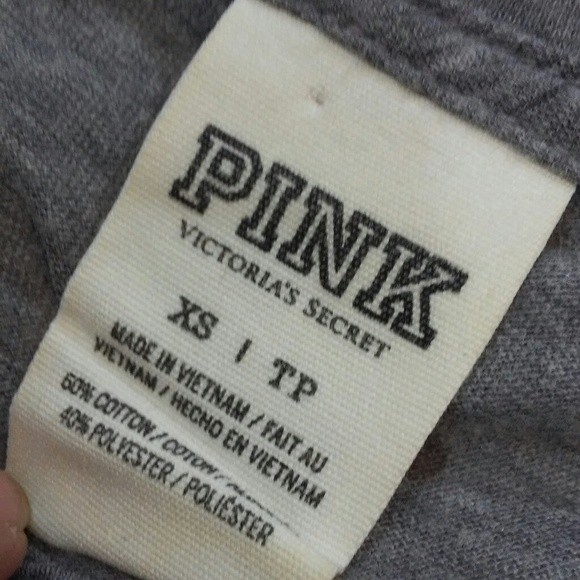 PINK
VICTORIA'S SECRET
XS | TP
MADE IN VIETNAM / FAIT AU
VIETNAM / HECHO EN VIETNAM
60% COTTON / COTON /
40% POLYESTER / POLIÉSTER